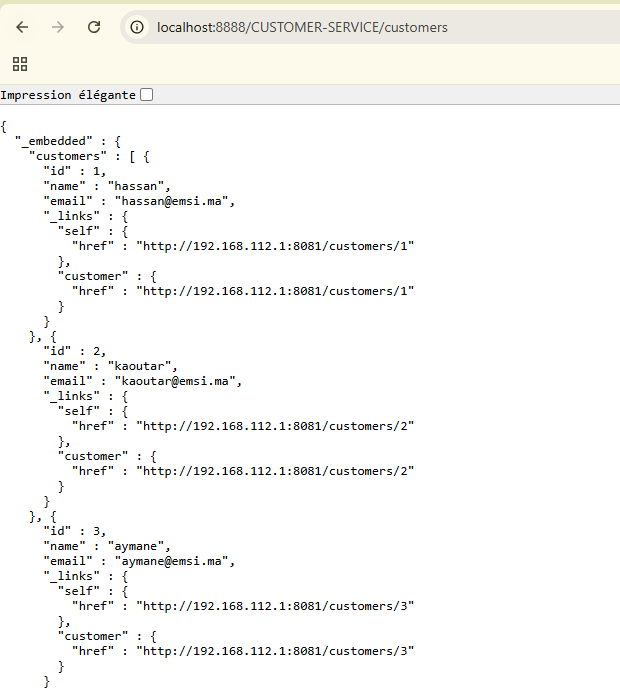 localhost:8888/CUSTOMER-SERVICE/customers
Impression élégante
{
  "_embedded" : {
    "customers" : [ {
      "id" : 1,
      "name" : "hassan",
      "email" : "hassan@emsi.ma",
      "_links" : {
        "self" : {
          "href" : "http://192.168.112.1:8081/customers/1"
        },
        "customer" : {
          "href" : "http://192.168.112.1:8081/customers/1"
        }
      }
    }, {
      "id" : 2,
      "name" : "kaoutar",
      "email" : "kaoutar@emsi.ma",
      "_links" : {
        "self" : {
          "href" : "http://192.168.112.1:8081/customers/2"
        },
        "customer" : {
          "href" : "http://192.168.112.1:8081/customers/2"
        }
      }
    }, {
      "id" : 3,
      "name" : "aymane",
      "email" : "aymane@emsi.ma",
      "_links" : {
        "self" : {
          "href" : "http://192.168.112.1:8081/customers/3"
        },
        "customer" : {
          "href" : "http://192.168.112.1:8081/customers/3"
        }
      }